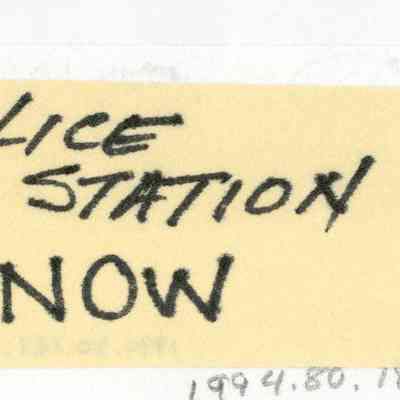 LICE
STATION
NOW
1994.80.18